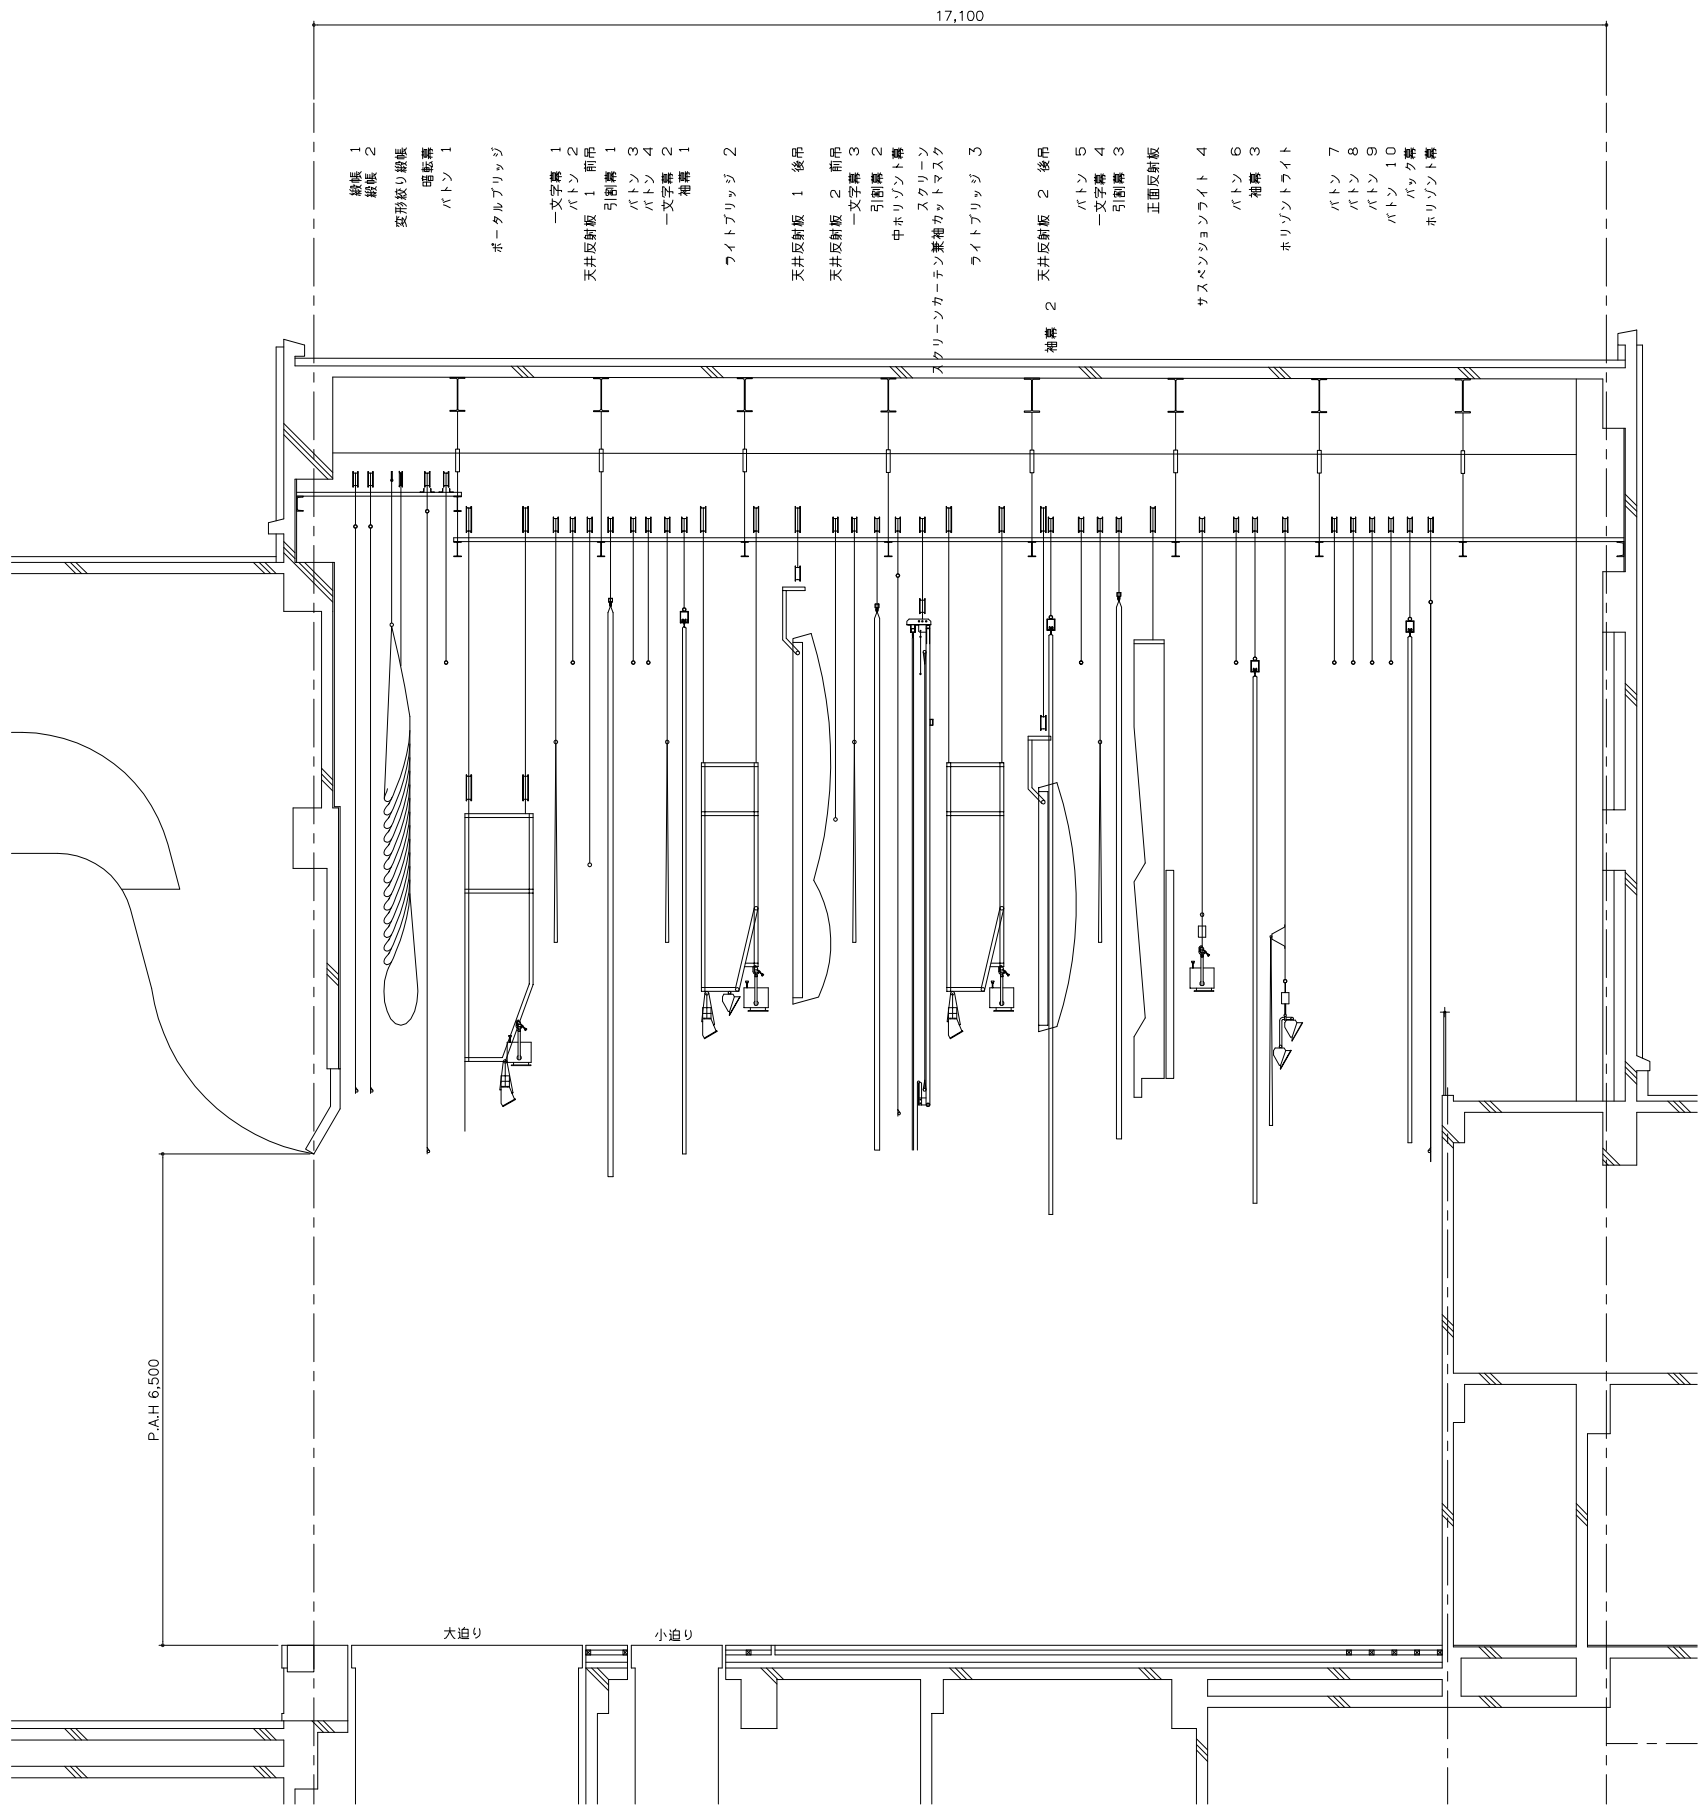 17,100
緞帳 1
緞帳 2
変形絞り緞帳
暗転幕
バトン 1
ポータルブリッジ
一文字幕 1
バトン 2
天井反射板 1 前吊
引割幕 1
バトン 3
バトン 4
一文字幕 2
袖幕 1
ライトブリッジ 2
天井反射板 1 後吊
天井反射板 2 前吊
一文字幕 3
引割幕 2
中ホリゾント幕
スクリーン
スクリーンカーテン兼袖カットマスク
ライトブリッジ 3
天井反射板 2 後吊
袖幕 2
バトン 5
一文字幕 4
引割幕 3
正面反射板
サスペンションライト 4
バトン 6
袖幕 3
ホリゾントライト
バトン 7
バトン 8
バトン 9
バトン 10
バック幕
ホリゾント幕
P.A.H 6,500
大迫り
小迫り